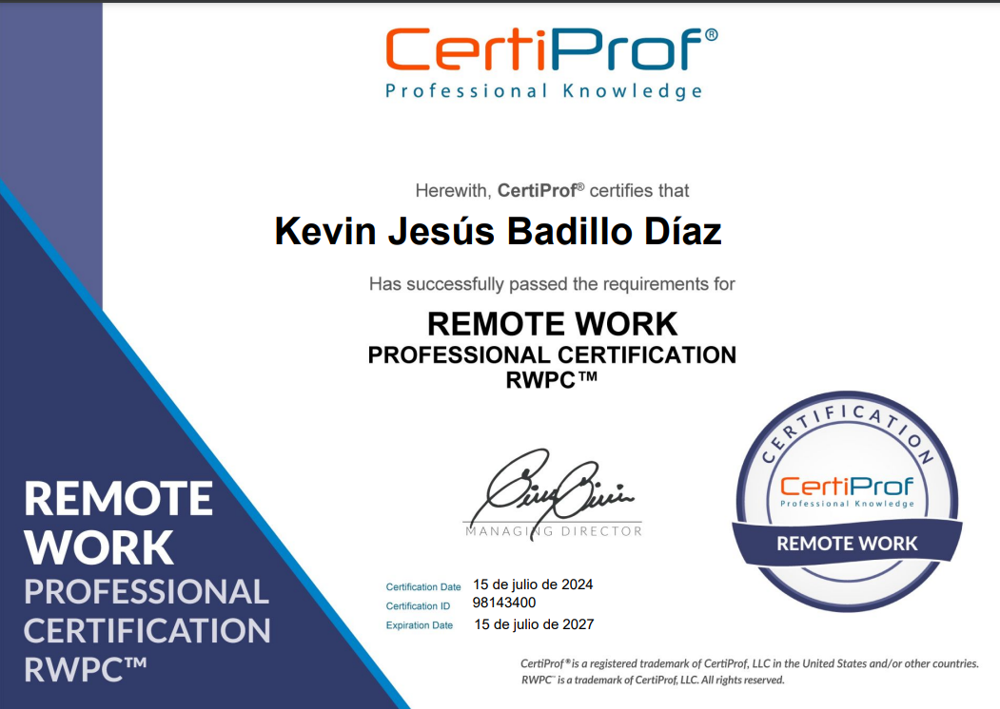 CertiProf®
Professional Knowledge
Herewith, CertiProf® certifies that
Kevin Jesús Badillo Díaz
Has successfully passed the requirements for
REMOTE WORK
PROFESSIONAL CERTIFICATION
RWPC™
MANAGING DIRECTOR
CERTIFICATION
CertiProf
Professional Knowledge
REMOTE WORK
REMOTE
WORK
PROFESSIONAL
CERTIFICATION
RWPC™
Certification Date 15 de julio de 2024
Certification ID 98143400
Expiration Date 15 de julio de 2027
CertiProf® is a registered trademark of CertiProf, LLC in the United States and/or other countries.
RWPC™ is a trademark of CertiProf, LLC. All rights reserved.